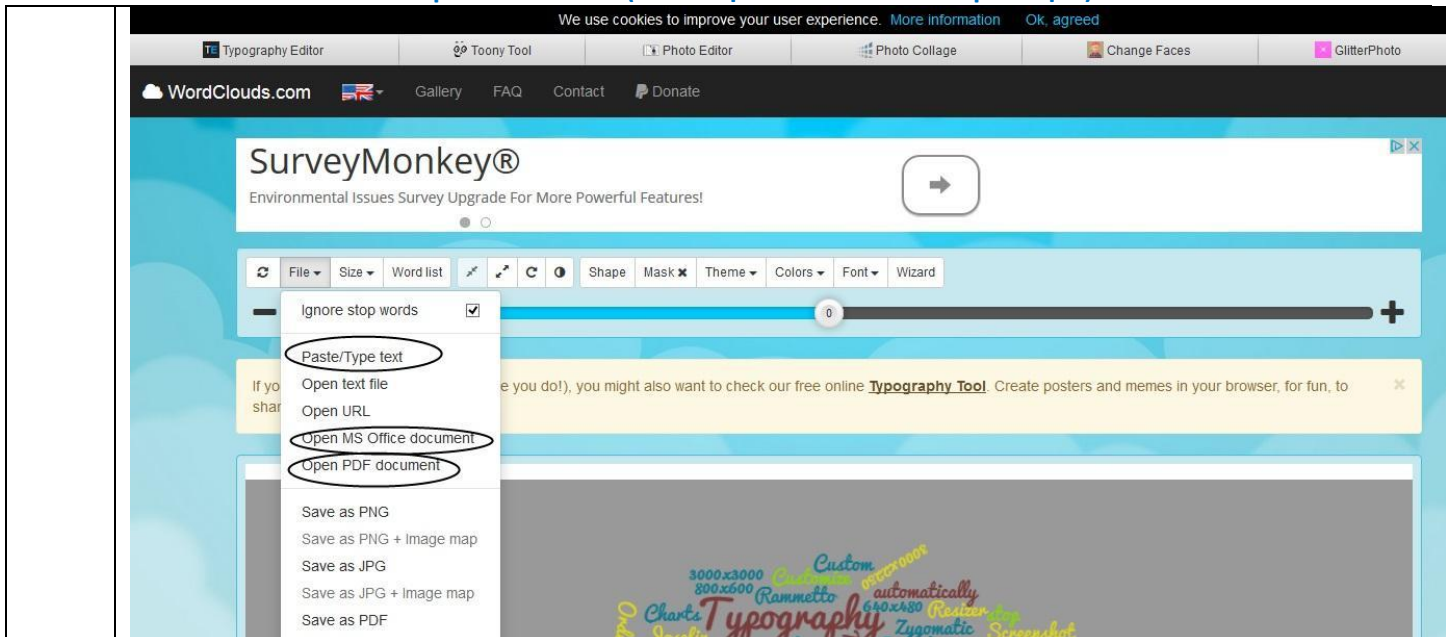 We use cookies to improve your user experience. More information Ok, agreed
TE Typography Editor Toony Tool Photo Editor Photo Collage Change Faces GlitterPhoto
WordClouds.com Gallery FAQ Contact Donate
SurveyMonkey®
Environmental Issues Survey Upgrade For More Powerful Features!
File Size Word list Shape Mask Theme Colors Font Wizard
Ignore stop words
0
Paste/Type text
If yo e you do!), you might also want to check our free online Typography Tool. Create posters and memes in your browser, for fun, to
Open text file
shar
Open URL
Open MS Office document
Open PDF document
Save as PNG
Save as PNG + Image map
Save as JPG
Save as JPG + Image map
Save as PDF
Custom
3000x3000 Customize
800x600 Rammetto automatically
Charts Typography 640x480 Resizer stop
Zygomatic Screenshot